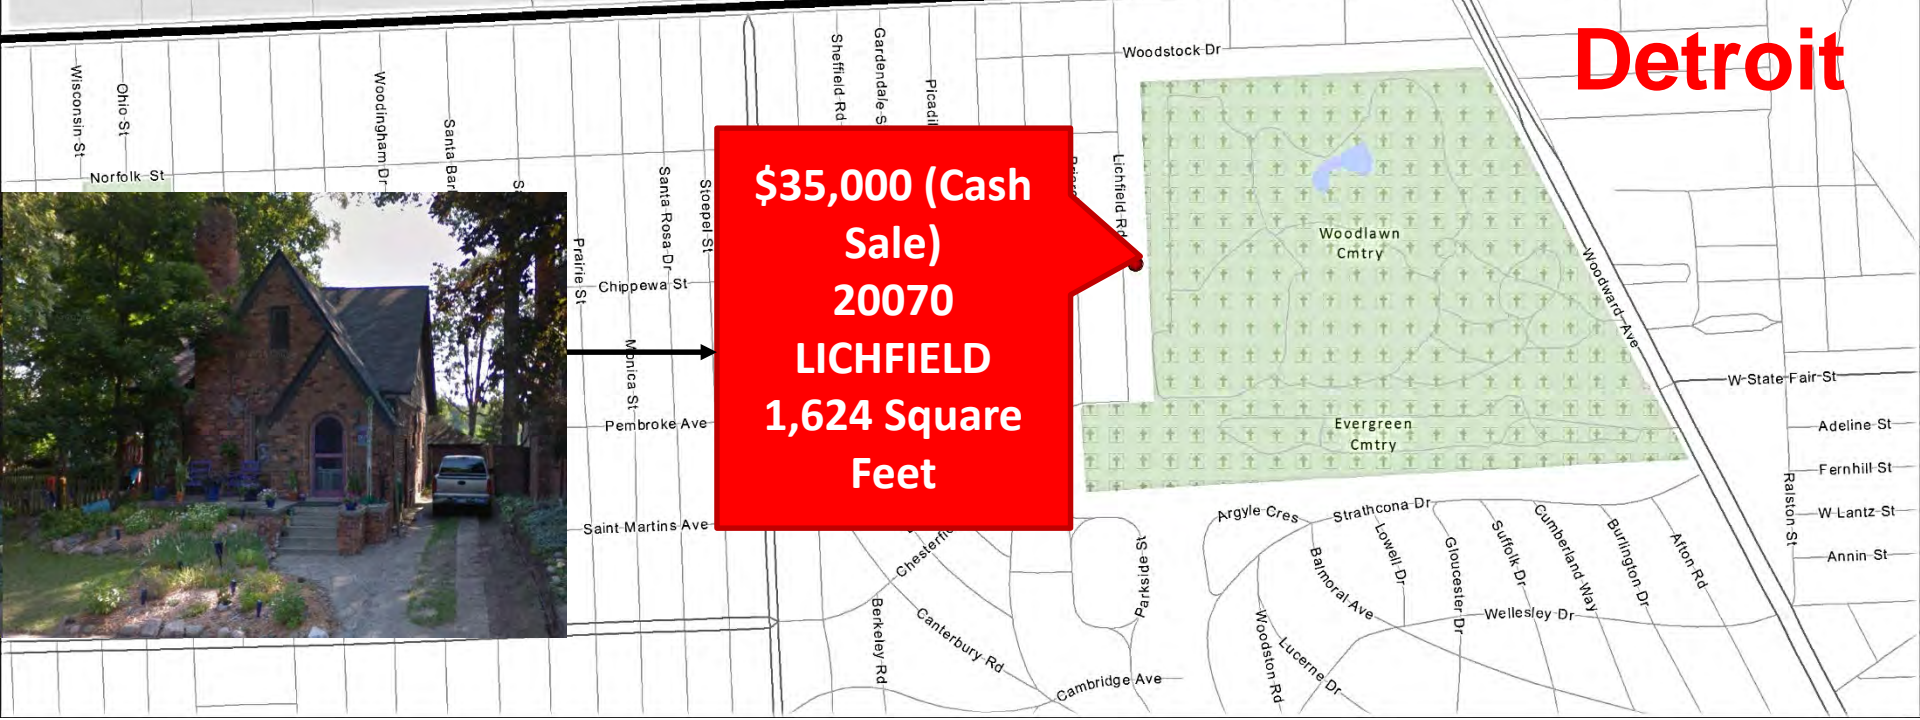 Detroit
Woodstock Dr
Wisconsin St
Ohio St
Woodingham Dr
Sheffield Rd
Norfolk St
Lichfield Rd
Santa Rosa Dr
Stoepel St
$35,000 (Cash
Sale)
20070
LICHFIELD
1,624 Square
Feet
Woodlawn
Cmtry
Woodward Ave
Prairie St
Chippewa St
Monica St
Pembroke Ave
Evergreen
Cmtry
W State Fair St
Adeline St
Fernhill St
Ralston St
W Lantz St
Annin St
Saint Martins Ave
Argyle Cres
Strathcona Dr
Lowell Dr
Gloucester Dr
Suffolk Dr
Cumberland Way
Burlington Dr
Afton Rd
Balmoral Ave
Wellesley Dr
Parkside St
Berkeley Rd
Canterbury Rd
Cambridge Ave
Woodston Rd
Lucerne Dr